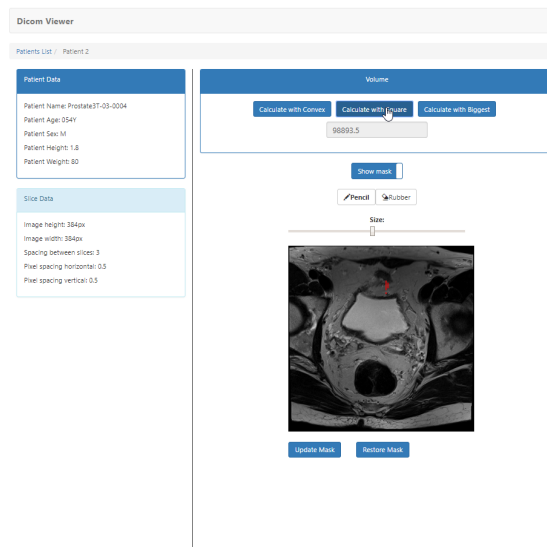 Dicom Viewer
Patients List / Patient 2
Patient Data
Patient Name: Prostate3T-03-0004
Patient Age: 054Y
Patient Sex: M
Patient Height: 1.8
Patient Weight: 80
Slice Data
Image height: 384px
Image width: 384px
Spacing between slices: 3
Pixel spacing horizontal: 0.5
Pixel spacing vertical: 0.5
Volume
Calculate with Convex Calculate with Square Calculate with Biggest
98893.5
Show mask
Pencil Rubber
Size:
Update Mask Restore Mask